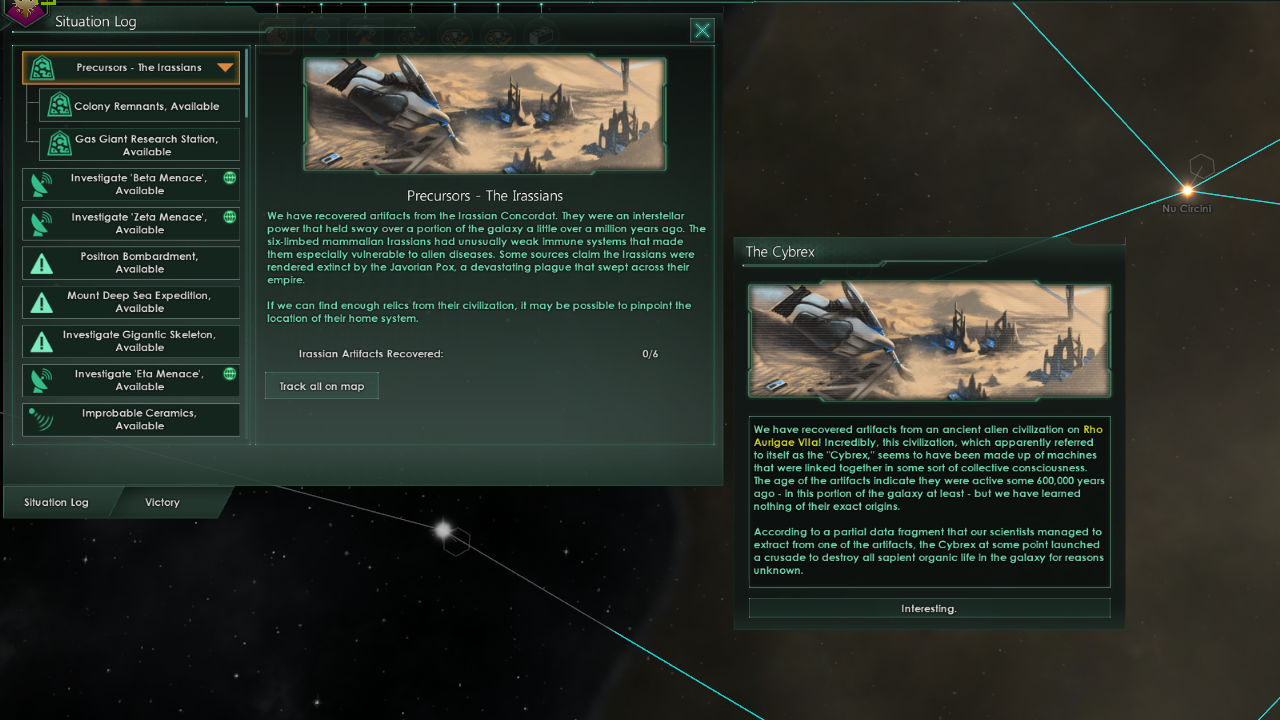 Situation Log
Precursors - The Irassians
Colony Remnants, Available
Gas Giant Research Station,
Available
Investigate 'Beta Menace',
Available
Investigate 'Zeta Menace',
Available
Positron Bombardment,
Available
Mount Deep Sea Expedition,
Available
Investigate Gigantic Skeleton,
Available
Investigate 'Eta Menace',
Available
Improbable Ceramics,
Available
Precursors - The Irassians
We have recovered artifacts from the Irassian Concordat. They were an interstellar
power that held sway over a portion of the galaxy a little over a million years ago. The
six-limbed mammalian Irassians had unusually weak immune systems that made
them especially vulnerable to alien diseases. Some sources claim the Irassians were
rendered extinct by the Javorian Pox, a devastating plague that swept across their
empire.
If we can find enough relics from their civilization, it may be possible to pinpoint the
location of their home system.
Irassian Artifacts Recovered: 0/6
Track all on map
Situation Log
Victory
Nu Circini
The Cybrex
We have recovered artifacts from an ancient alien civilization on Rho
Aurigae VIIa! Incredibly, this civilization, which apparently referred
to itself as the "Cybrex," seems to have been made up of machines
that were linked together in some sort of collective consciousness.
The age of the artifacts indicate they were active some 600,000 years
ago - in this portion of the galaxy at least - but we have learned
nothing of their exact origins.
According to a partial data fragment that our scientists managed to
extract from one of the artifacts, the Cybrex at some point launched
a crusade to destroy all sapient organic life in the galaxy for reasons
unknown.
Interesting.